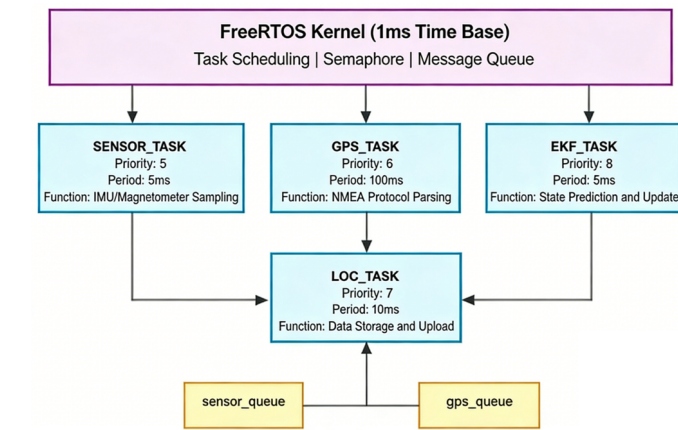 FreeRTOS Kernel (1ms Time Base)
Task Scheduling | Semaphore | Message Queue
SENSOR_TASK
Priority: 5
Period: 5ms
Function: IMU/Magnetometer Sampling
GPS_TASK
Priority: 6
Period: 100ms
Function: NMEA Protocol Parsing
EKF_TASK
Priority: 8
Period: 5ms
Function: State Prediction and Update
LOC_TASK
Priority: 7
Period: 10ms
Function: Data Storage and Upload
sensor_queue
gps_queue